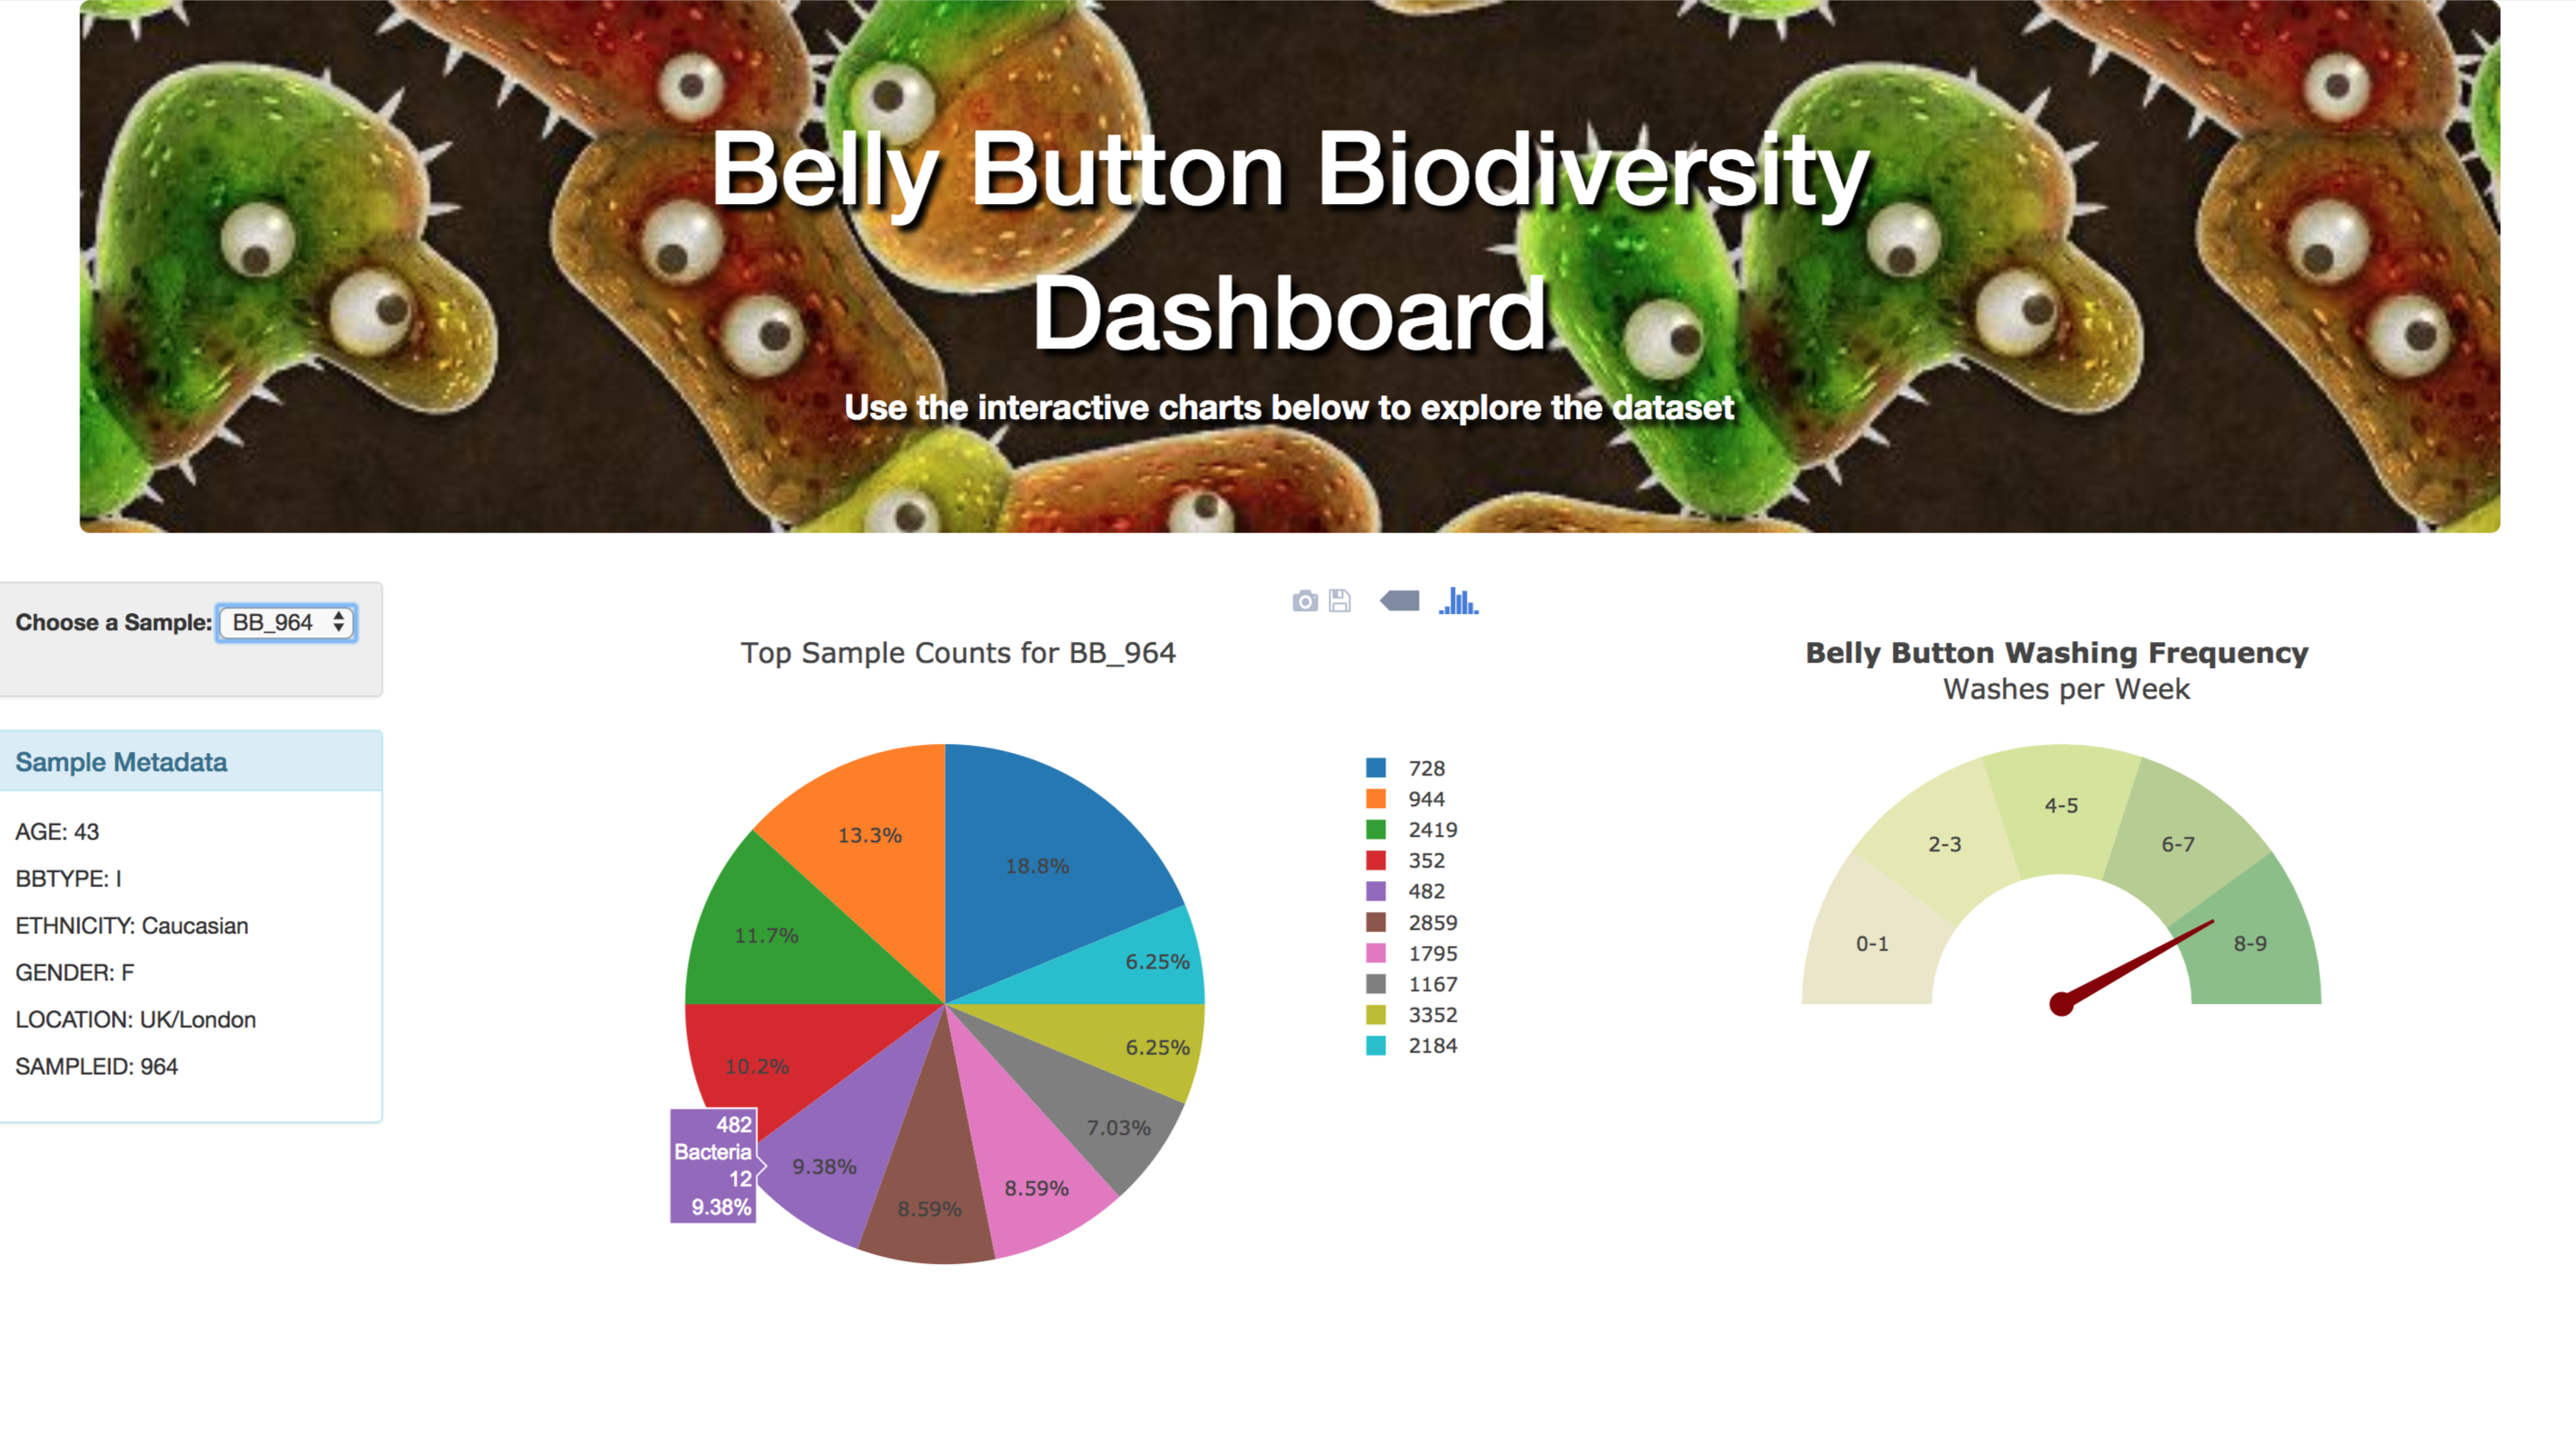 Belly Button Biodiversity
Dashboard
Use the interactive charts below to explore the dataset
Choose a Sample: BB_964
Sample Metadata
AGE: 43
BBTYPE: I
ETHNICITY: Caucasian
GENDER: F
LOCATION: UK/London
SAMPLEID: 964
Top Sample Counts for BB_964
18.8%
13.3%
11.7%
10.2%
9.38%
8.59%
8.59%
7.03%
6.25%
6.25%
482
Bacteria
12
9.38%
728
944
2419
352
482
2859
1795
1167
3352
2184
Belly Button Washing Frequency
Washes per Week
0-1
2-3
4-5
6-7
8-9